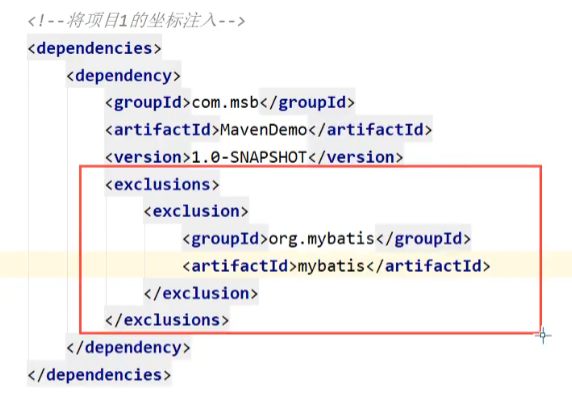 <!--将项目1的坐标注入-->
<dependencies>
<dependency>
<groupId>com.msb</groupId>
<artifactId>MavenDemo</artifactId>
<version>1.0-SNAPSHOT</version>
<exclusions>
<exclusion>
<groupId>org.mybatis</groupId>
<artifactId>mybatis</artifactId>
</exclusion>
</exclusions>
</dependency>
</dependencies>